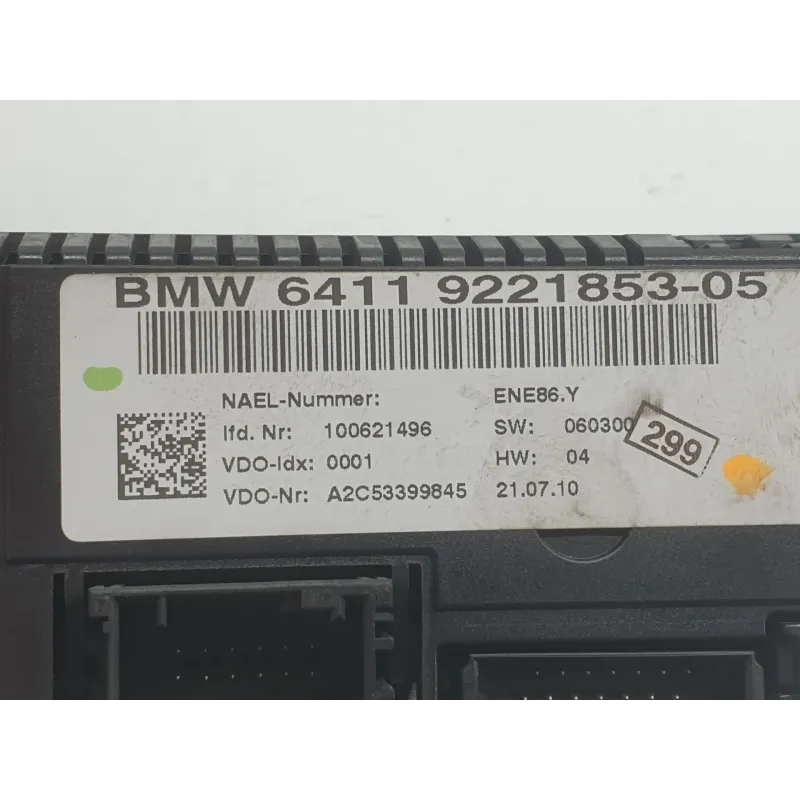 BMW 6411 9221853-05
NAEL-Nummer: ENE86.Y
lfd. Nr: 100621496 SW: 060300
VDO-Idx: 0001 HW: 04
VDO-Nr: A2C53399845 21.07.10
299